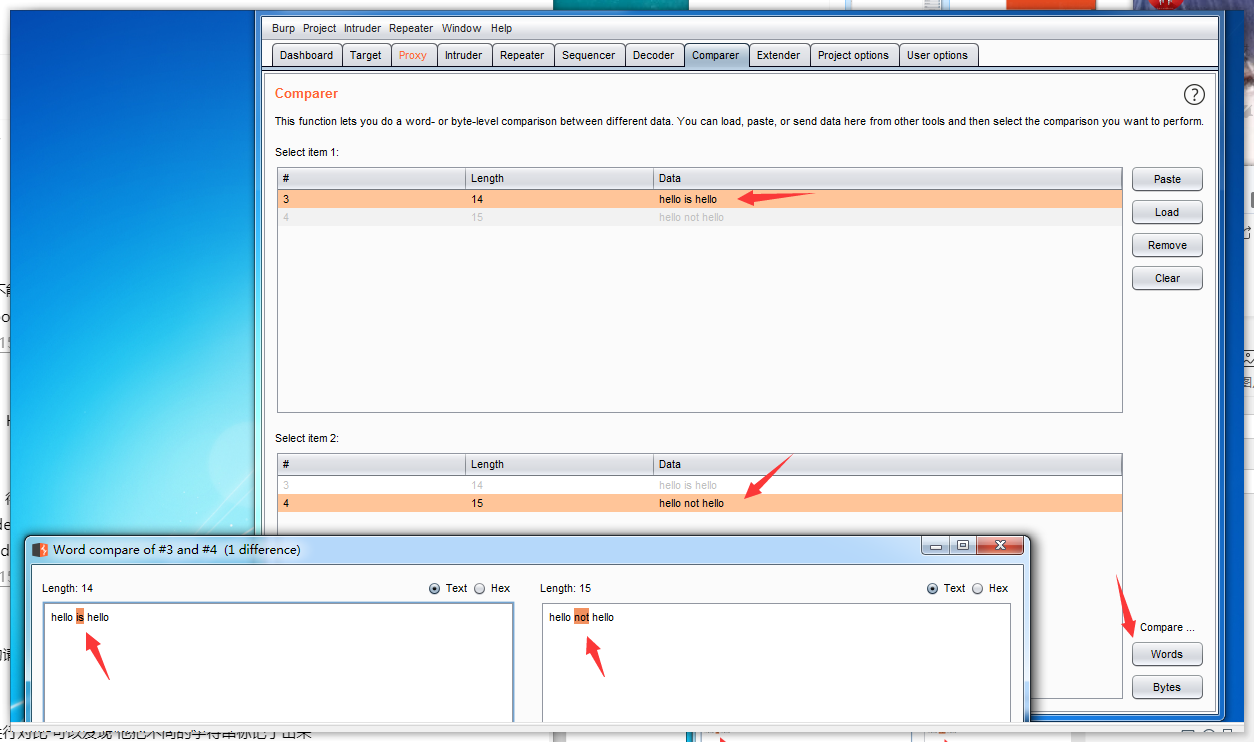 Burp Project Intruder Repeater Window Help
Dashboard Target Proxy Intruder Repeater Sequencer Decoder Comparer Extender Project options User options
Comparer
?
This function lets you do a word- or byte-level comparison between different data. You can load, paste, or send data here from other tools and then select the comparison you want to perform.
Select item 1:
# Length Data
3 14 hello is hello
4 15 hello not hello
Paste
Load
Remove
Clear
Select item 2:
# Length Data
3 14 hello is hello
4 15 hello not hello
Word compare of #3 and #4 (1 difference)
Length: 14 Text Hex
Length: 15 Text Hex
hello is hello
hello not hello
Compare ...
Words
Bytes